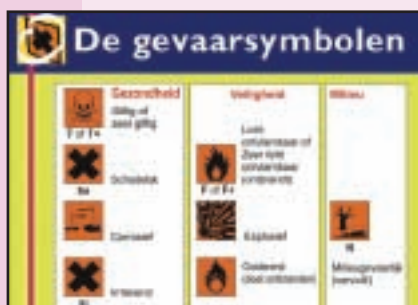 De gevaarsymbolen
Gezondheid
Giftig of
zeer giftig
T of T+
Schadelijk
Corrosief
Irriterend
Veiligheid
Licht
ontvlambaar of
Zeer licht
ontvlambaar
F of F+
Explosief
Oxiderend
Milieu
N
Milieugevaarlijk